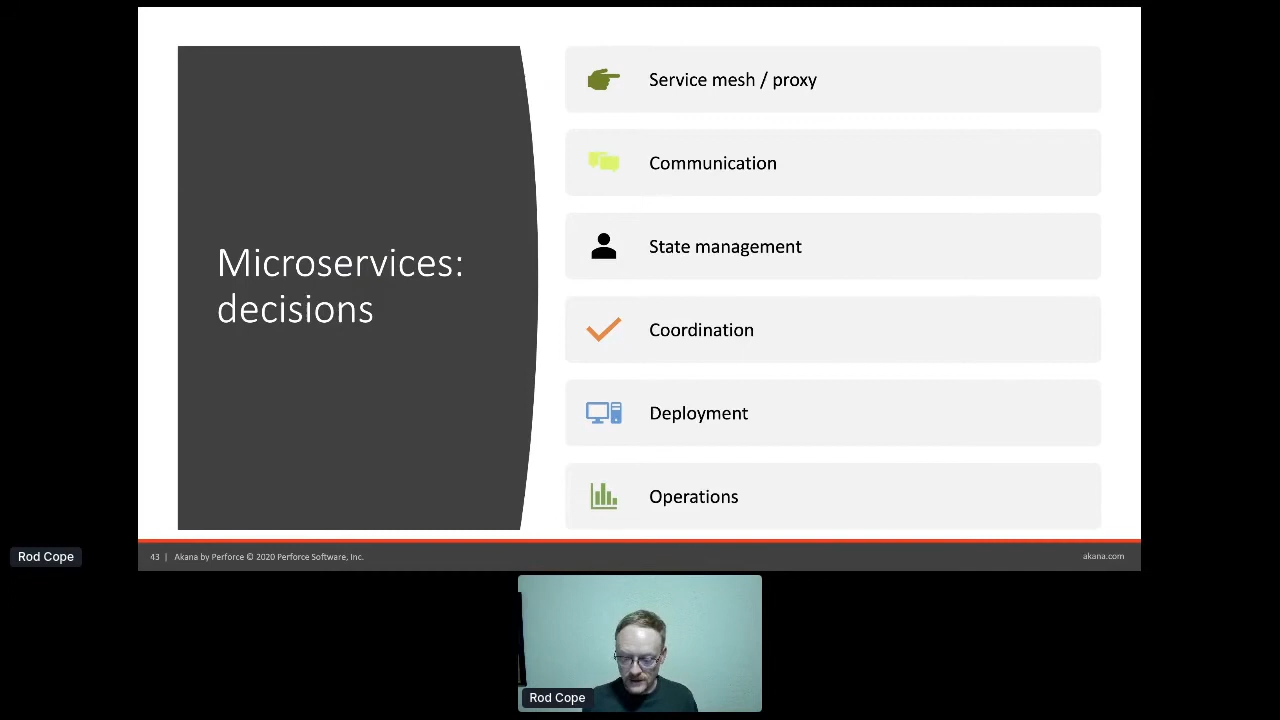 Microservices:
decisions
Service mesh / proxy
Communication
State management
Coordination
Deployment
Operations
43 | Akana by Perforce © 2020 Perforce Software, Inc.
akana.com
Rod Cope
Rod Cope